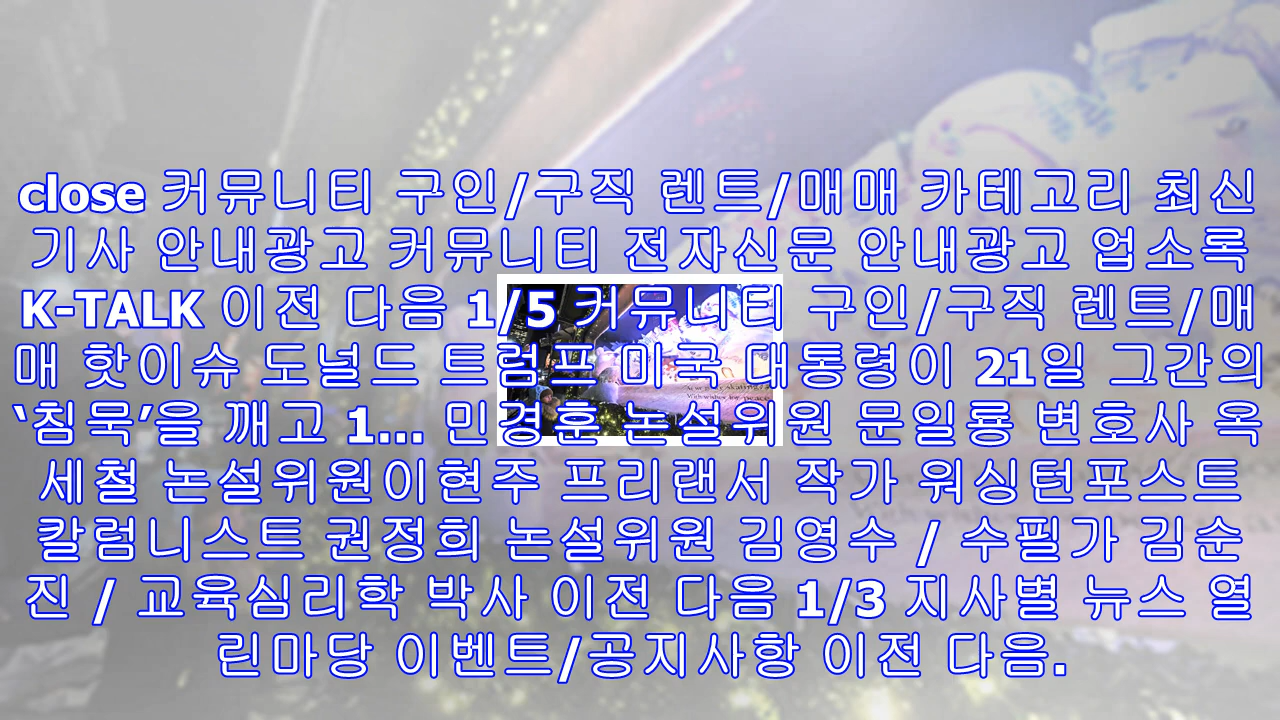 close 커뮤니티 구인/구직 렌트/매매 카테고리 최신
기사 안내광고 커뮤니티 전자신문 안내광고 업소록
K-TALK 이전 다음 1/5 커뮤니티 구인/구직 렌트/매
매 핫이슈 도널드 트럼프 미국 대통령이 21일 그간의
‘침묵’을 깨고 1... 민경훈 논설위원 문일룡 변호사 옥
세철 논설위원이현주 프리랜서 작가 워싱턴포스트
칼럼니스트 권정희 논설위원 김영수 / 수필가 김순
진 / 교육심리학 박사 이전 다음 1/3 지사별 뉴스 열
린마당 이벤트/공지사항 이전 다음.